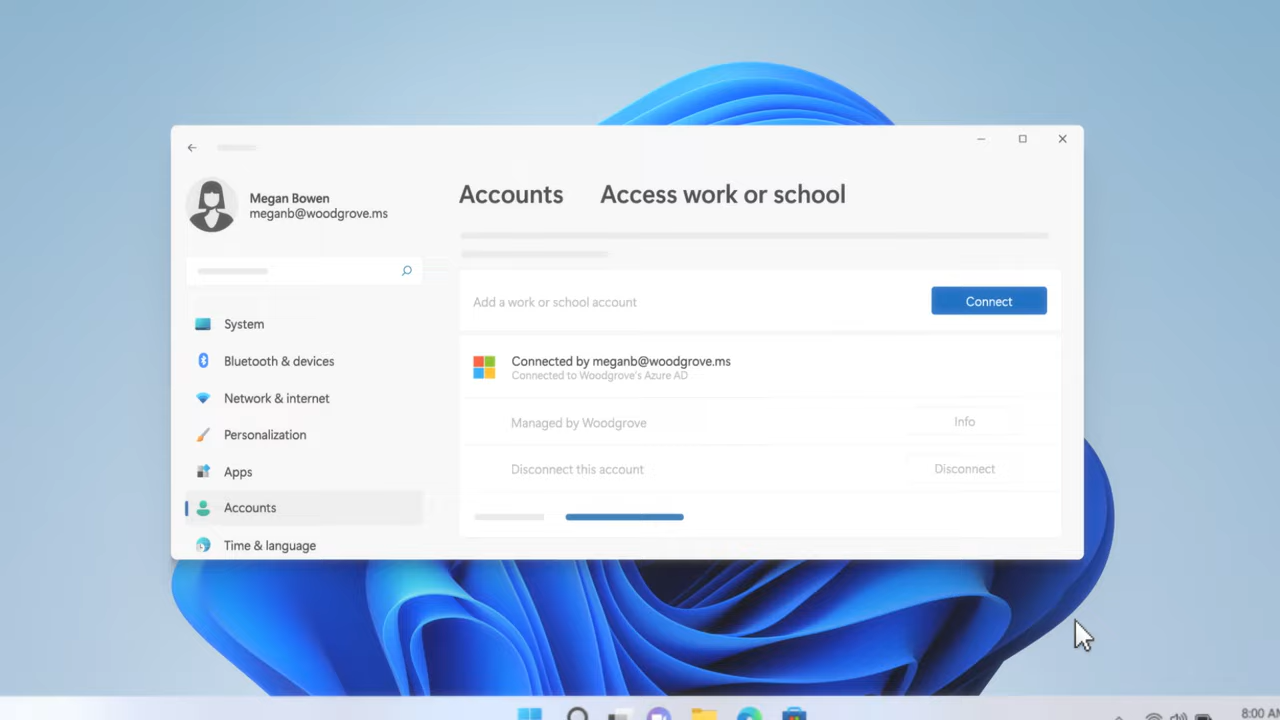 Megan Bowen
meganb@woodgrove.ms
System
Bluetooth & devices
Network & internet
Personalization
Apps
Accounts
Time & language
Accounts Access work or school
Add a work or school account Connect
Connected by meganb@woodgrove.ms
Connected to Woodgrove's Azure AD
Managed by Woodgrove Info
Disconnect this account Disconnect
8:00 AM